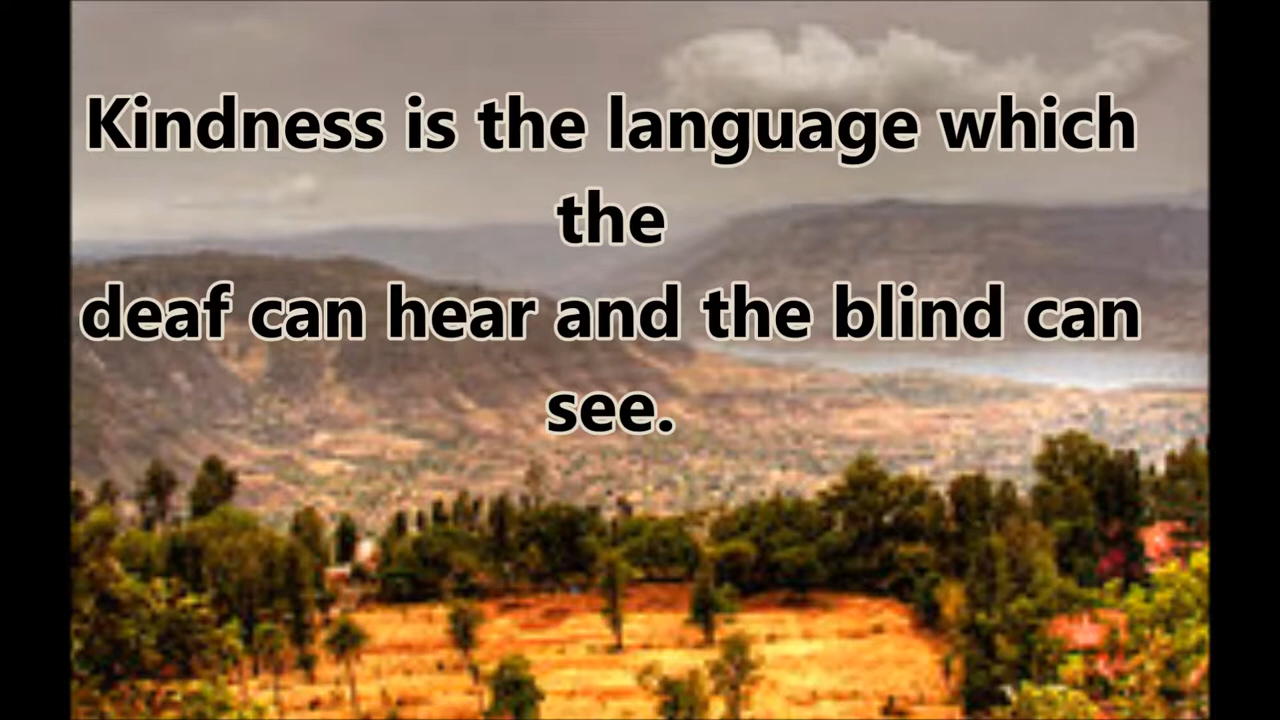 Kindness is the language which
the
deaf can hear and the blind can
see.